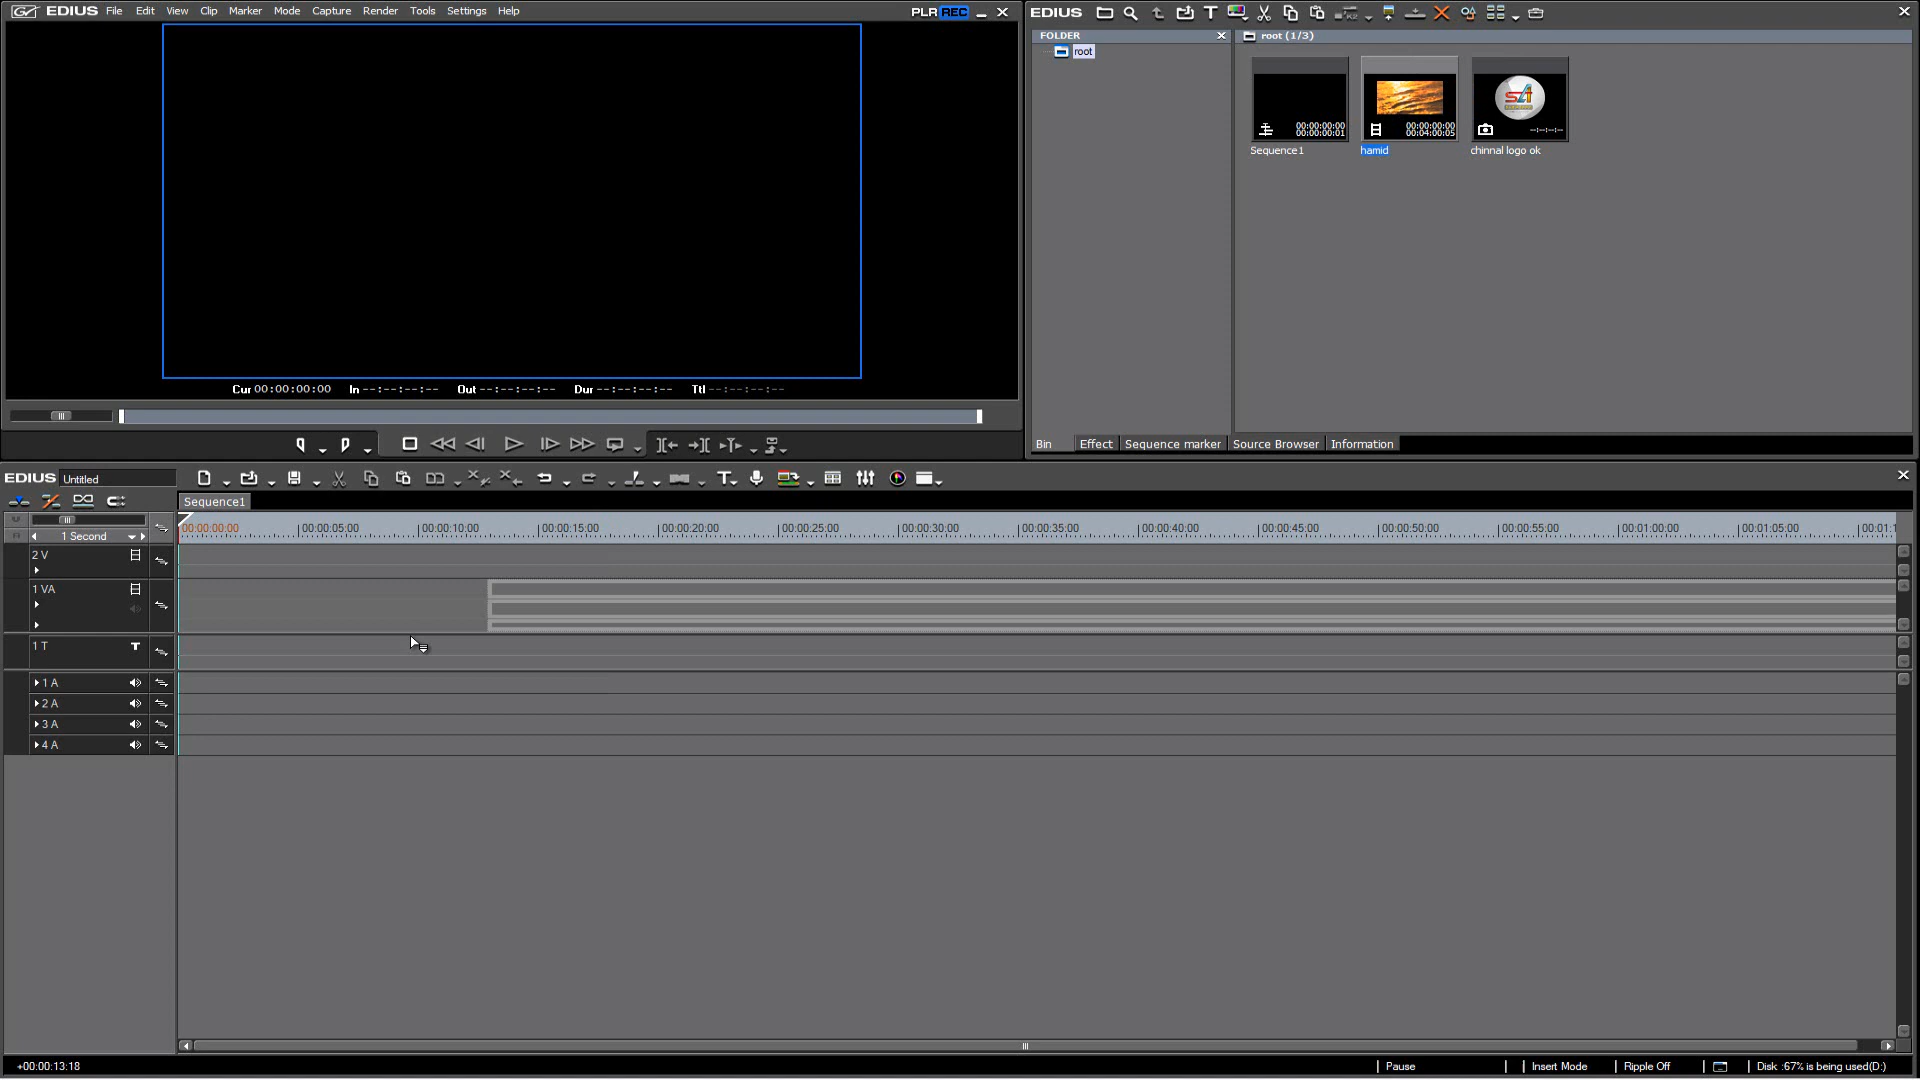 EDIUS File Edit View Clip Marker Mode Capture Render Tools Settings Help PLR REC
EDIUS
FOLDER
root
root (1/3)
00:00:00:00
00:00:00:01
Sequence1
00:00:00:00
00:04:00:05
hamid
--:--:--:--
chinnal logo ok
Cur 00:00:00:00 In --:--:--:-- Out --:--:--:-- Dur --:--:--:-- Ttl --:--:--:--
Bin Effect Sequence marker Source Browser Information
EDIUS Untitled
Sequence1
1 Second
00:00:00:00 00:00:05:00 00:00:10:00 00:00:15:00 00:00:20:00 00:00:25:00 00:00:30:00 00:00:35:00 00:00:40:00 00:00:45:00 00:00:50:00 00:00:55:00 00:01:00:00 00:01:05:00 00:01:1
2 V
1 VA
1 T
1 A
2 A
3 A
4 A
+00:00:13:18 Pause Insert Mode Ripple Off Disk :67% is being used(D:)